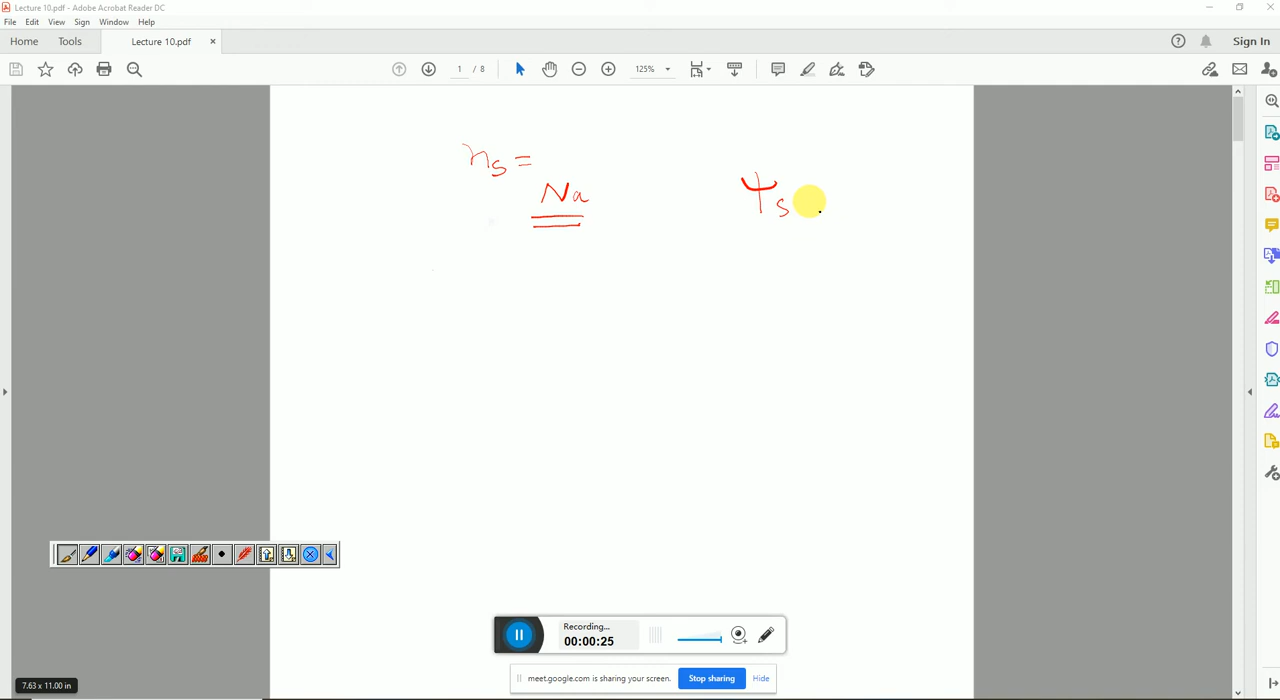 Lecture 10.pdf - Adobe Acrobat Reader DC
File Edit View Sign Window Help
Home Tools Lecture 10.pdf × Sign In
1 / 8 125%
n_s =
Na
Ψ_s
Recording...
00:00:25
meet.google.com is sharing your screen. Stop sharing Hide
7.63 x 11.00 in